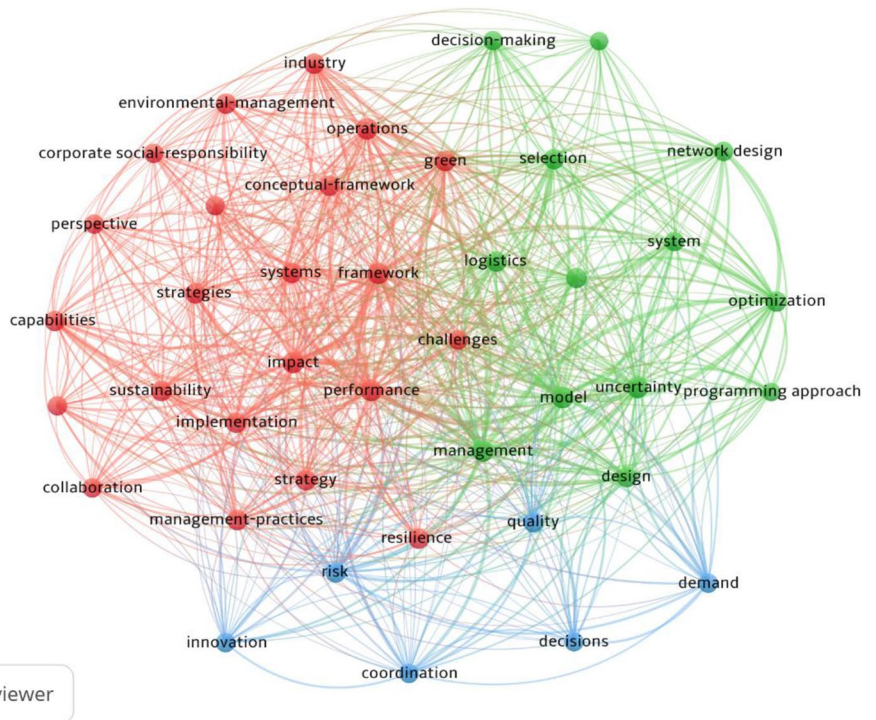 decision-making
industry
environmental-management
operations
corporate social-responsibility
green
selection
network design
conceptual-framework
perspective
system
logistics
systems
framework
strategies
optimization
capabilities
challenges
impact
sustainability
performance
model
uncertainty
programming approach
implementation
management
strategy
design
collaboration
management-practices
quality
resilience
risk
demand
innovation
decisions
coordination